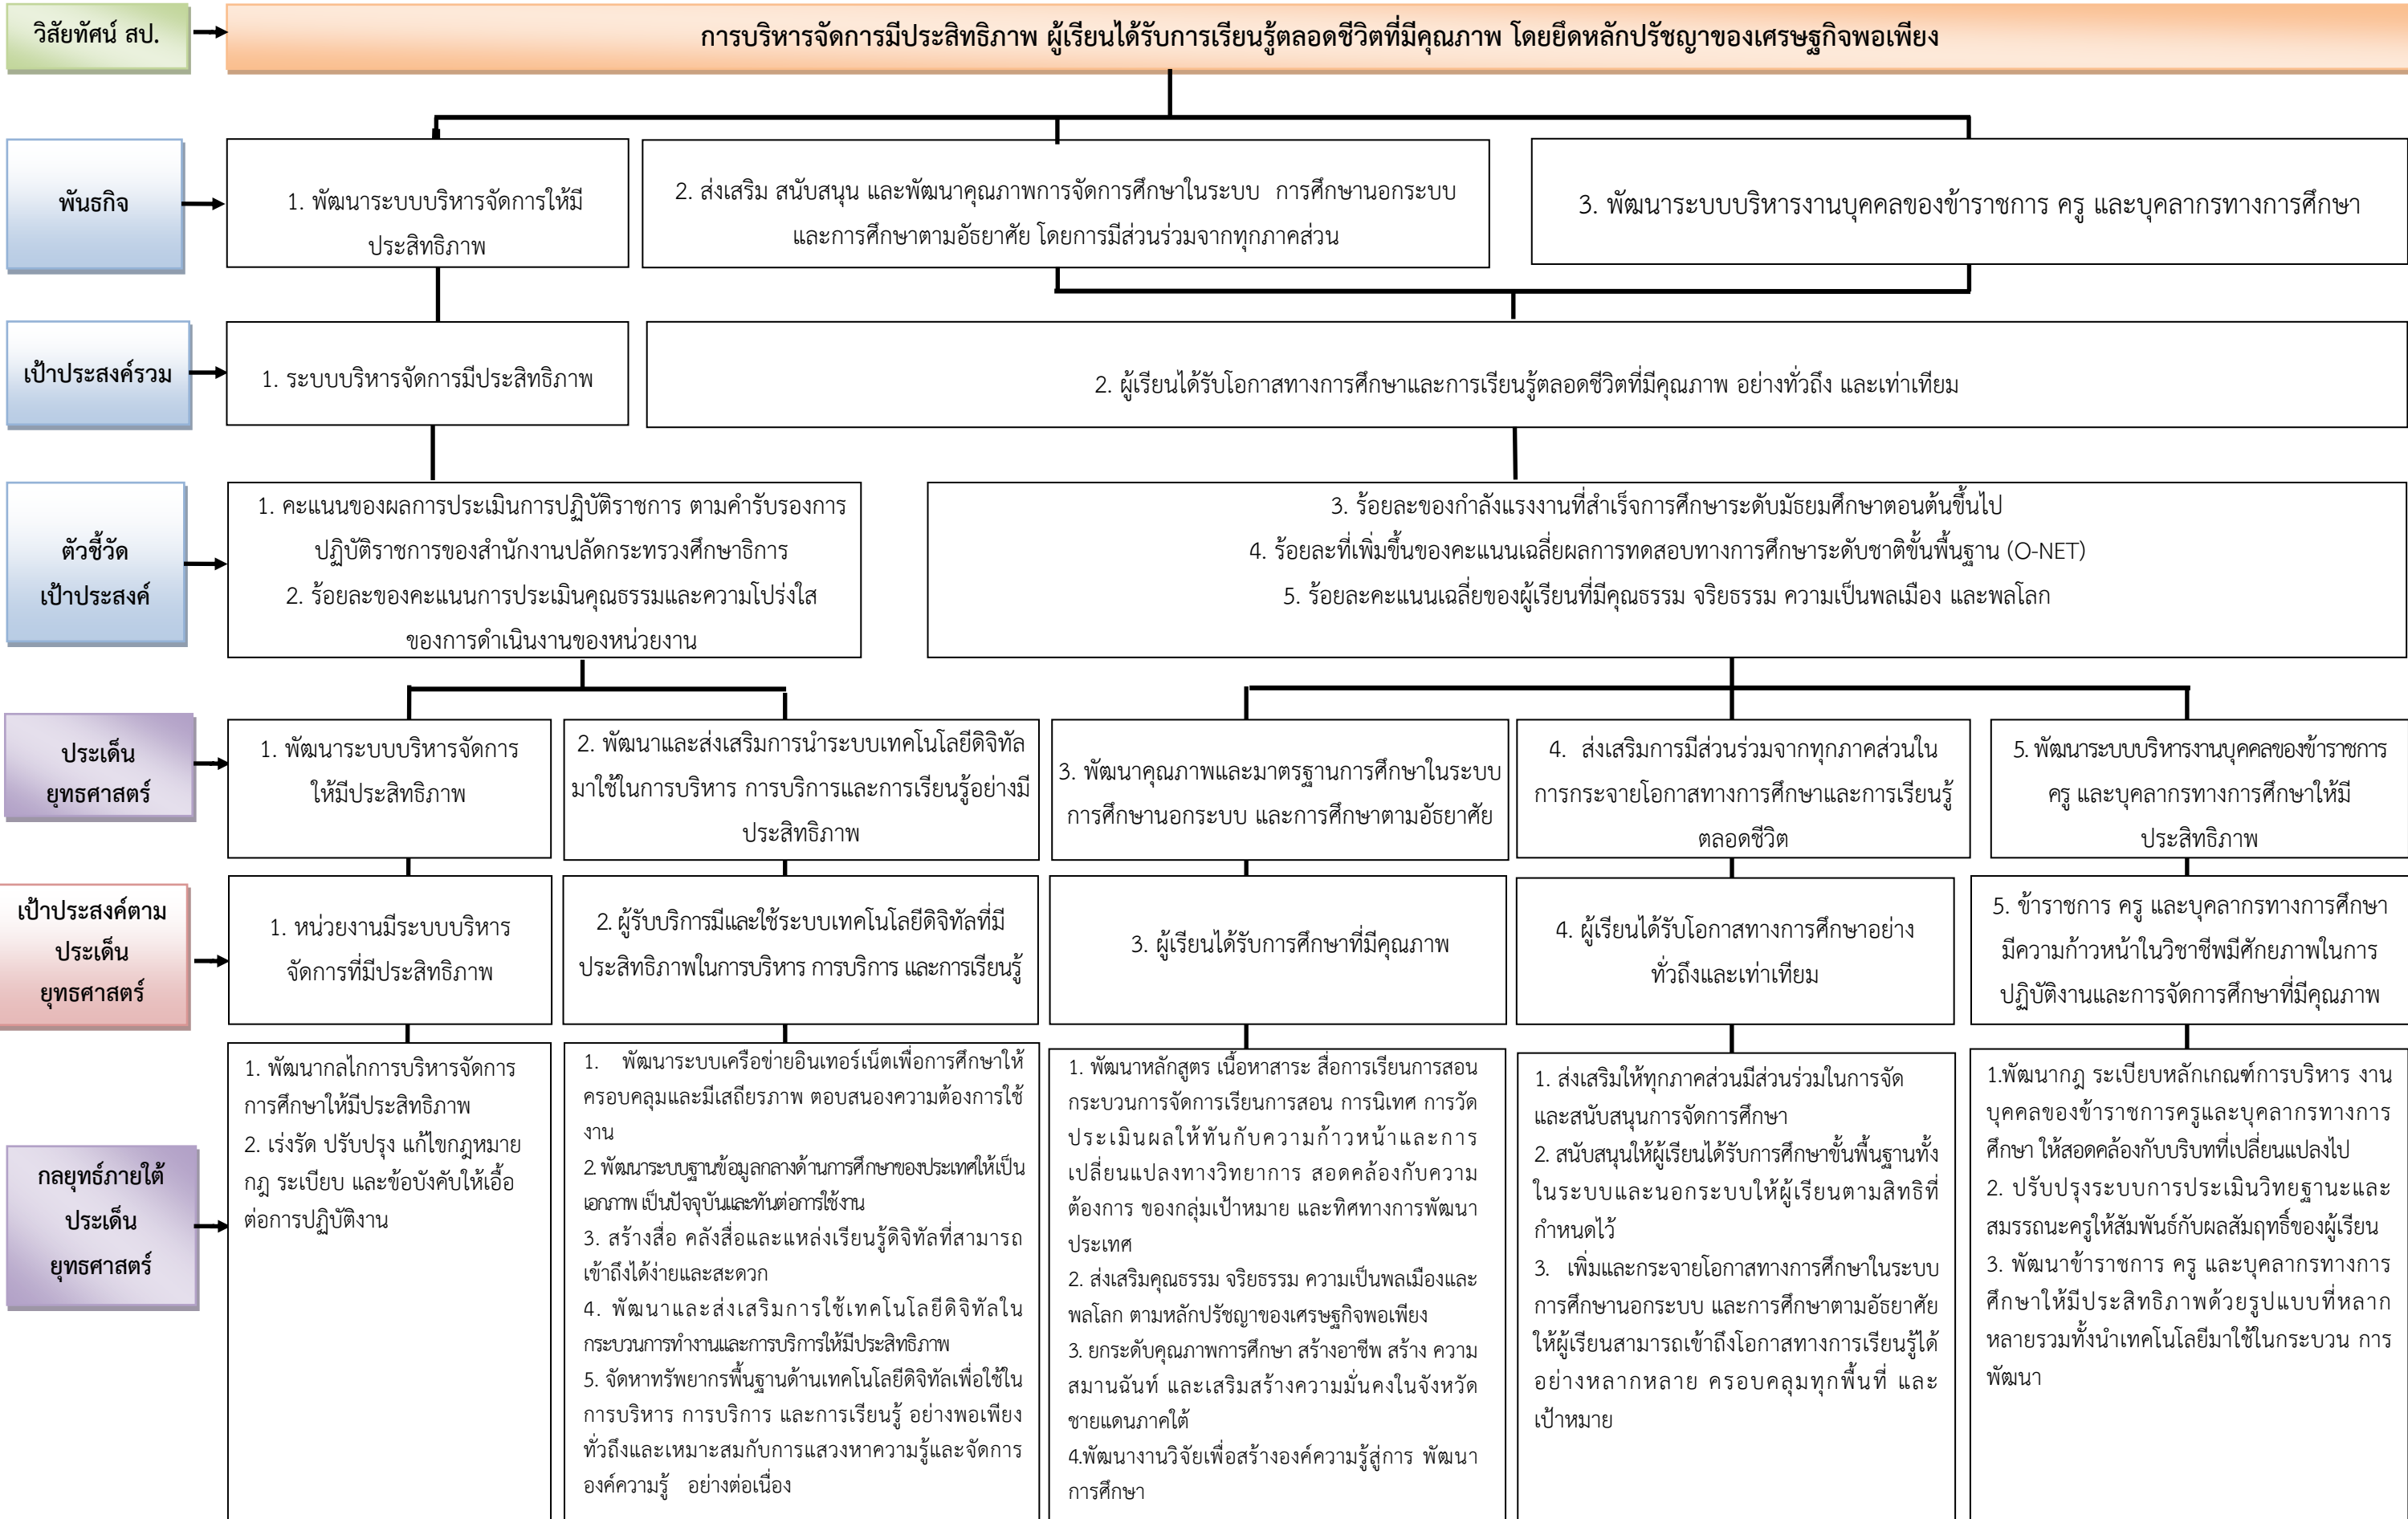 วิสัยทัศน์ สป.
การบริหารจัดการมีประสิทธิภาพ ผู้เรียนได้รับการเรียนรู้ตลอดชีวิตที่มีคุณภาพ โดยยึดหลักปรัชญาของเศรษฐกิจพอเพียง
พันธกิจ
1. พัฒนาระบบบริหารจัดการให้มี
ประสิทธิภาพ
2. ส่งเสริม สนับสนุน และพัฒนาคุณภาพการจัดการศึกษาในระบบ การศึกษานอกระบบ
และการศึกษาตามอัธยาศัย โดยการมีส่วนร่วมจากทุกภาคส่วน
3. พัฒนาระบบบริหารงานบุคคลของข้าราชการ ครู และบุคลากรทางการศึกษา
เป้าประสงค์รวม
1. ระบบบริหารจัดการมีประสิทธิภาพ
2. ผู้เรียนได้รับโอกาสทางการศึกษาและการเรียนรู้ตลอดชีวิตที่มีคุณภาพ อย่างทั่วถึง และเท่าเทียม
ตัวชี้วัด
เป้าประสงค์
1. คะแนนของผลการประเมินการปฏิบัติราชการ ตามคำรับรองการ
ปฏิบัติราชการของสำนักงานปลัดกระทรวงศึกษาธิการ
2. ร้อยละของคะแนนการประเมินคุณธรรมและความโปร่งใส
ของการดำเนินงานของหน่วยงาน
3. ร้อยละของกำลังแรงงานที่สำเร็จการศึกษาระดับมัธยมศึกษาตอนต้นขึ้นไป
4. ร้อยละที่เพิ่มขึ้นของคะแนนเฉลี่ยผลการทดสอบทางการศึกษาระดับชาติขั้นพื้นฐาน (O-NET)
5. ร้อยละคะแนนเฉลี่ยของผู้เรียนที่มีคุณธรรม จริยธรรม ความเป็นพลเมือง และพลโลก
ประเด็น
ยุทธศาสตร์
1. พัฒนาระบบบริหารจัดการ
ให้มีประสิทธิภาพ
2. พัฒนาและส่งเสริมการนำระบบเทคโนโลยีดิจิทัล
มาใช้ในการบริหาร การบริการและการเรียนรู้อย่างมี
ประสิทธิภาพ
3. พัฒนาคุณภาพและมาตรฐานการศึกษาในระบบ
การศึกษานอกระบบ และการศึกษาตามอัธยาศัย
4. ส่งเสริมการมีส่วนร่วมจากทุกภาคส่วนใน
การกระจายโอกาสทางการศึกษาและการเรียนรู้
ตลอดชีวิต
5. พัฒนาระบบบริหารงานบุคคลของข้าราชการ
ครู และบุคลากรทางการศึกษาให้มี
ประสิทธิภาพ
เป้าประสงค์ตาม
ประเด็น
ยุทธศาสตร์
1. หน่วยงานมีระบบบริหาร
จัดการที่มีประสิทธิภาพ
2. ผู้รับบริการมีและใช้ระบบเทคโนโลยีดิจิทัลที่มี
ประสิทธิภาพในการบริหาร การบริการ และการเรียนรู้
3. ผู้เรียนได้รับการศึกษาที่มีคุณภาพ
4. ผู้เรียนได้รับโอกาสทางการศึกษาอย่าง
ทั่วถึงและเท่าเทียม
5. ข้าราชการ ครู และบุคลากรทางการศึกษา
มีความก้าวหน้าในวิชาชีพมีศักยภาพในการ
ปฏิบัติงานและการจัดการศึกษาที่มีคุณภาพ
กลยุทธ์ภายใต้
ประเด็น
ยุทธศาสตร์
1. พัฒนากลไกการบริหารจัดการ
การศึกษาให้มีประสิทธิภาพ
2. เร่งรัด ปรับปรุง แก้ไขกฎหมาย
กฎ ระเบียบ และข้อบังคับให้เอื้อ
ต่อการปฏิบัติงาน
1. พัฒนาระบบเครือข่ายอินเทอร์เน็ตเพื่อการศึกษาให้
ครอบคลุมและมีเสถียรภาพ ตอบสนองความต้องการใช้
งาน
2. พัฒนาระบบฐานข้อมูลกลางด้านการศึกษาของประเทศให้เป็น
เอกภาพ เป็นปัจจุบันและทันต่อการใช้งาน
3. สร้างสื่อ คลังสื่อและแหล่งเรียนรู้ดิจิทัลที่สามารถ
เข้าถึงได้ง่ายและสะดวก
4. พัฒนาและส่งเสริมการใช้เทคโนโลยีดิจิทัลใน
กระบวนการทำงานและการบริการให้มีประสิทธิภาพ
5. จัดหาทรัพยากรพื้นฐานด้านเทคโนโลยีดิจิทัลเพื่อใช้ใน
การบริหาร การบริการ และการเรียนรู้ อย่างพอเพียง
ทั่วถึงและเหมาะสมกับการแสวงหาความรู้และจัดการ
องค์ความรู้ อย่างต่อเนื่อง
1. พัฒนาหลักสูตร เนื้อหาสาระ สื่อการเรียนการสอน
กระบวนการจัดการเรียนการสอน การนิเทศ การวัด
ประเมินผลให้ทันกับความก้าวหน้าและการ
เปลี่ยนแปลงทางวิทยาการ สอดคล้องกับความ
ต้องการ ของกลุ่มเป้าหมาย และทิศทางการพัฒนา
ประเทศ
2. ส่งเสริมคุณธรรม จริยธรรม ความเป็นพลเมืองและ
พลโลก ตามหลักปรัชญาของเศรษฐกิจพอเพียง
3. ยกระดับคุณภาพการศึกษา สร้างอาชีพ สร้าง ความ
สมานฉันท์ และเสริมสร้างความมั่นคงในจังหวัด
ชายแดนภาคใต้
4.พัฒนางานวิจัยเพื่อสร้างองค์ความรู้สู่การ พัฒนา
การศึกษา
1. ส่งเสริมให้ทุกภาคส่วนมีส่วนร่วมในการจัด
และสนับสนุนการจัดการศึกษา
2. สนับสนุนให้ผู้เรียนได้รับการศึกษาขั้นพื้นฐานทั้ง
ในระบบและนอกระบบให้ผู้เรียนตามสิทธิที่
กำหนดไว้
3. เพิ่มและกระจายโอกาสทางการศึกษาในระบบ
การศึกษานอกระบบ และการศึกษาตามอัธยาศัย
ให้ผู้เรียนสามารถเข้าถึงโอกาสทางการเรียนรู้ได้
อย่างหลากหลาย ครอบคลุมทุกพื้นที่ และ
เป้าหมาย
1.พัฒนากฎ ระเบียบหลักเกณฑ์การบริหาร งาน
บุคคลของข้าราชการครูและบุคลากรทางการ
ศึกษา ให้สอดคล้องกับบริบทที่เปลี่ยนแปลงไป
2. ปรับปรุงระบบการประเมินวิทยฐานะและ
สมรรถนะครูให้สัมพันธ์กับผลสัมฤทธิ์ของผู้เรียน
3. พัฒนาข้าราชการ ครู และบุคลากรทางการ
ศึกษาให้มีประสิทธิภาพด้วยรูปแบบที่หลาก
หลายรวมทั้งนำเทคโนโลยีมาใช้ในกระบวน การ
พัฒนา